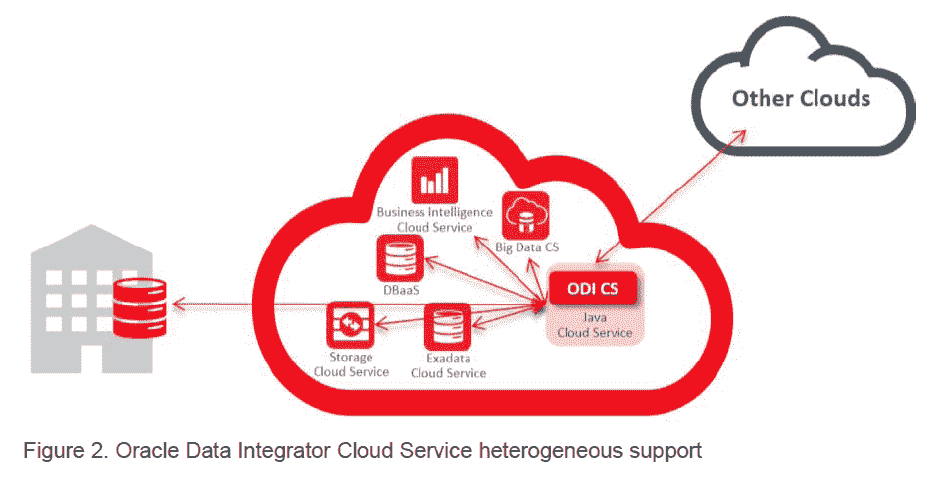 Other Clouds
Business Intelligence
Cloud Service
Big Data CS
DBaaS
ODI CS
Java
Cloud Service
Storage
Cloud Service
Exadata
Cloud Service
Figure 2. Oracle Data Integrator Cloud Service heterogeneous support